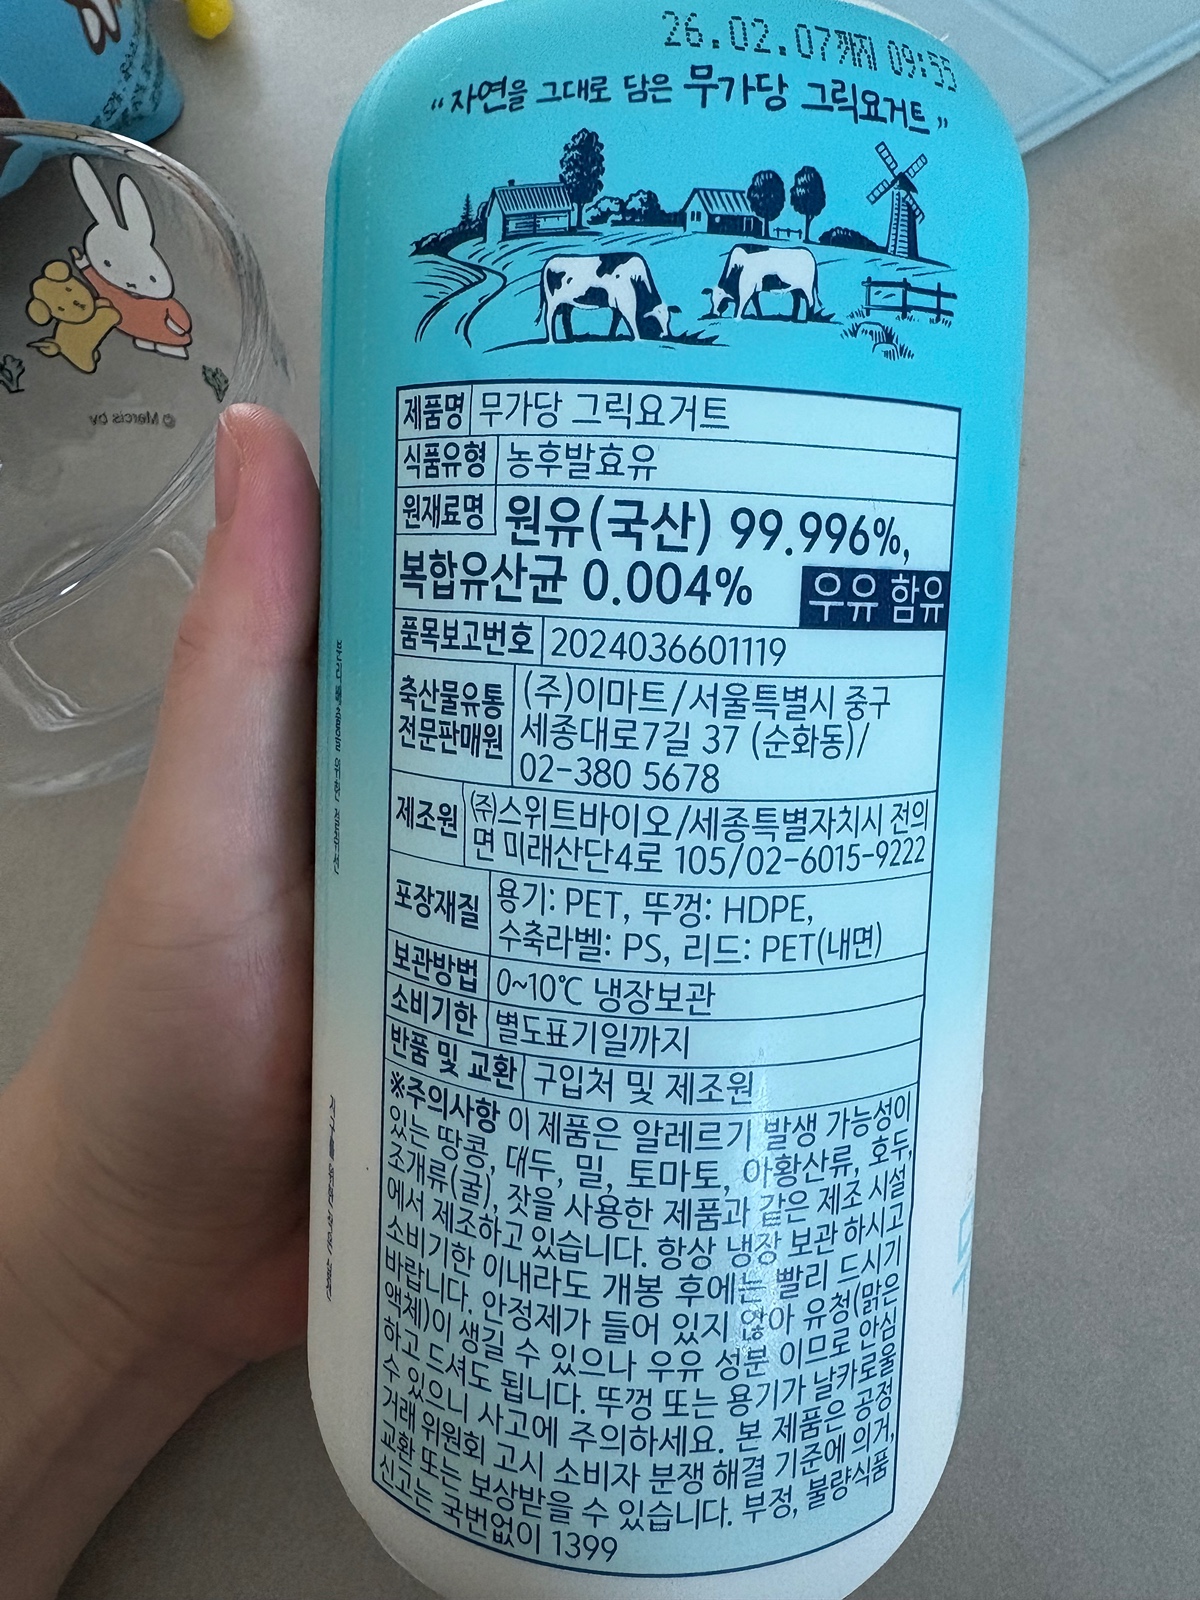 26.02.07까지 09:55
“자연을 그대로 담은 무가당 그릭요거트”
© Mercis bv
제품명 무가당 그릭요거트
식품유형 농후발효유
원재료명 원유(국산) 99.996%,
복합유산균 0.004% 우유 함유
품목보고번호 2024036601119
축산물유통전문판매원 (주)이마트/서울특별시 중구
세종대로7길 37 (순화동)/
02-380 5678
제조원 ㈜스위트바이오/세종특별자치시 전의
면 미래산단4로 105/02-6015-9222
포장재질 용기: PET, 뚜껑: HDPE,
수축라벨: PS, 리드: PET(내면)
보관방법 0~10℃ 냉장보관
소비기한 별도표기일까지
반품 및 교환 구입처 및 제조원
※주의사항 이 제품은 알레르기 발생 가능성이
있는 땅콩, 대두, 밀, 토마토, 아황산류, 호두,
조개류(굴), 잣을 사용한 제품과 같은 제조 시설
에서 제조하고 있습니다. 항상 냉장 보관 하시고
소비기한 이내라도 개봉 후에는 빨리 드시기
바랍니다. 안정제가 들어 있지 않아 유청(맑은
액체)이 생길 수 있으나 우유 성분 이므로 안심
하고 드셔도 됩니다. 뚜껑 또는 용기가 날카로울
수 있으니 사고에 주의하세요. 본 제품은 공정
거래 위원회 고시 소비자 분쟁 해결 기준에 의거,
교환 또는 보상받을 수 있습니다. 부정, 불량식품
신고는 국번없이 1399